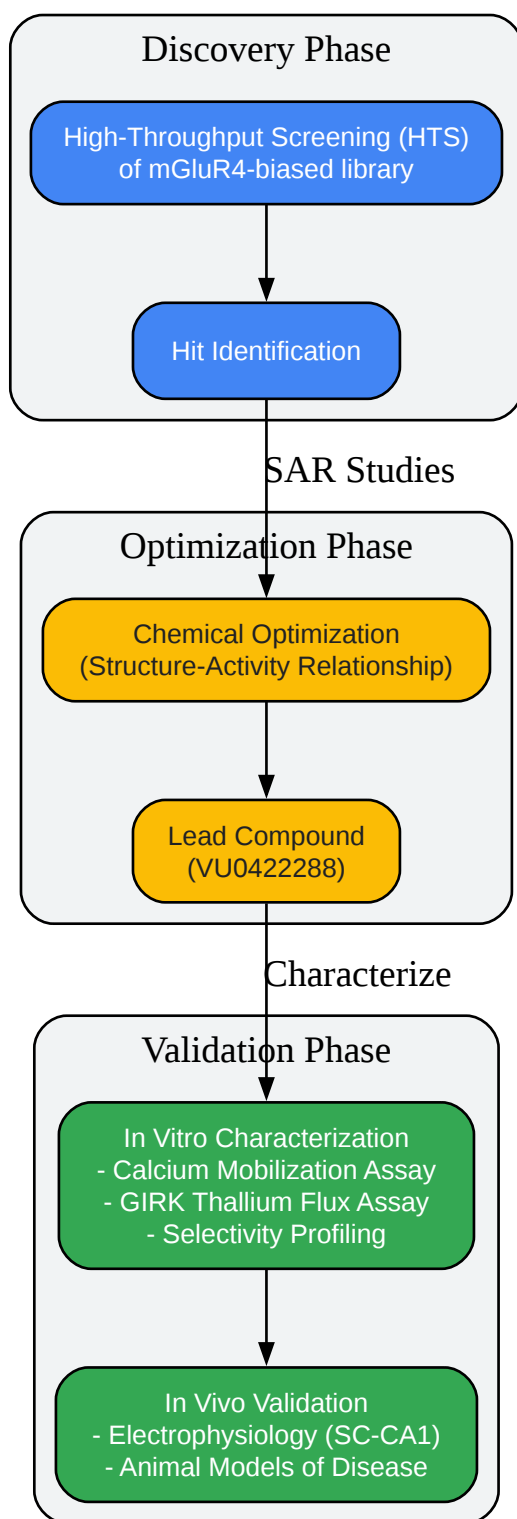 Discovery Phase
High-Throughput Screening (HTS)
of mGluR4-biased library
Hit Identification
SAR Studies
Optimization Phase
Chemical Optimization
(Structure-Activity Relationship)
Lead Compound
(VU0422288)
Characterize
Validation Phase
In Vitro Characterization
- Calcium Mobilization Assay
- GIRK Thallium Flux Assay
- Selectivity Profiling
In Vivo Validation
- Electrophysiology (SC-CA1)
- Animal Models of Disease